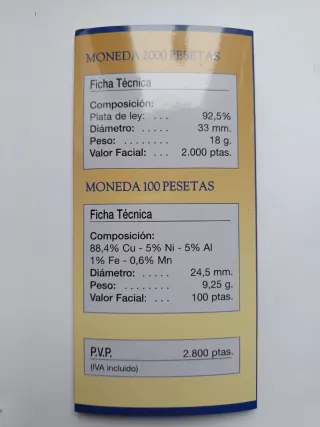 MONEDA 2000 PESETAS
Ficha Técnica
Composición:
Plata de ley: . . . 92,5%
Diámetro: . . . . . 33 mm.
Peso: . . . . . . . . 18 g.
Valor Facial: . . . 2.000 ptas.
MONEDA 100 PESETAS
Ficha Técnica
Composición:
88,4% Cu - 5% Ni - 5% Al
1% Fe - 0,6% Mn
Diámetro: . . . . . 24,5 mm.
Peso: . . . . . . . . 9,25 g.
Valor Facial: . . . 100 ptas.
P.V.P. 2.800 ptas.
(IVA incluido)